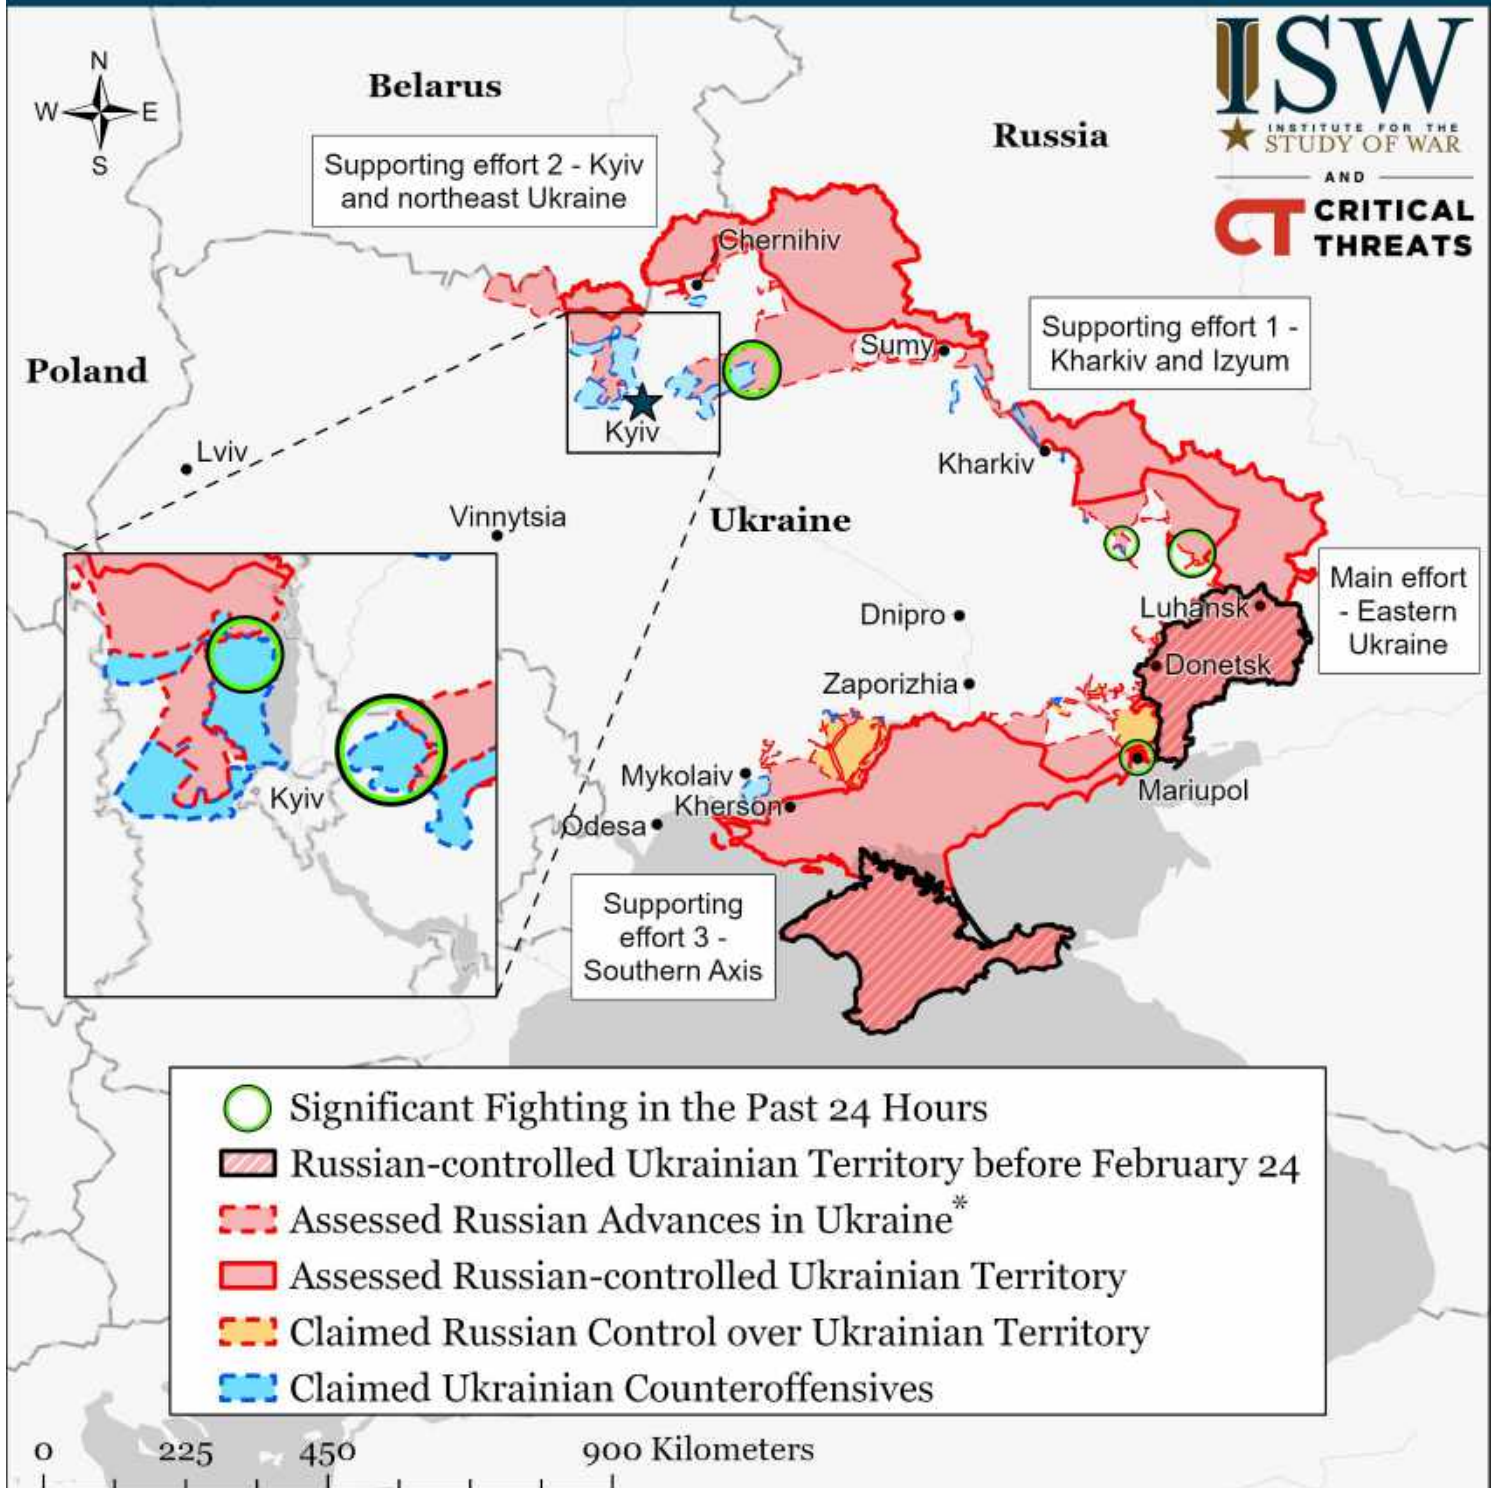 N
W
E
S
Belarus
Russia
ISW
INSTITUTE FOR THE
STUDY OF WAR
AND
CT CRITICAL
THREATS
Supporting effort 2 - Kyiv
and northeast Ukraine
Chernihiv
Supporting effort 1 -
Kharkiv and Izyum
Sumy
Poland
Kyiv
Lviv
Kharkiv
Vinnytsia
Ukraine
Main effort
- Eastern
Ukraine
Luhansk
Dnipro
Donetsk
Zaporizhia
Kyiv
Mykolaiv
Mariupol
Kherson
Odesa
Supporting
effort 3 -
Southern Axis
Significant Fighting in the Past 24 Hours
Russian-controlled Ukrainian Territory before February 24
Assessed Russian Advances in Ukraine*
Assessed Russian-controlled Ukrainian Territory
Claimed Russian Control over Ukrainian Territory
Claimed Ukrainian Counteroffensives
0 225 450 900 Kilometers